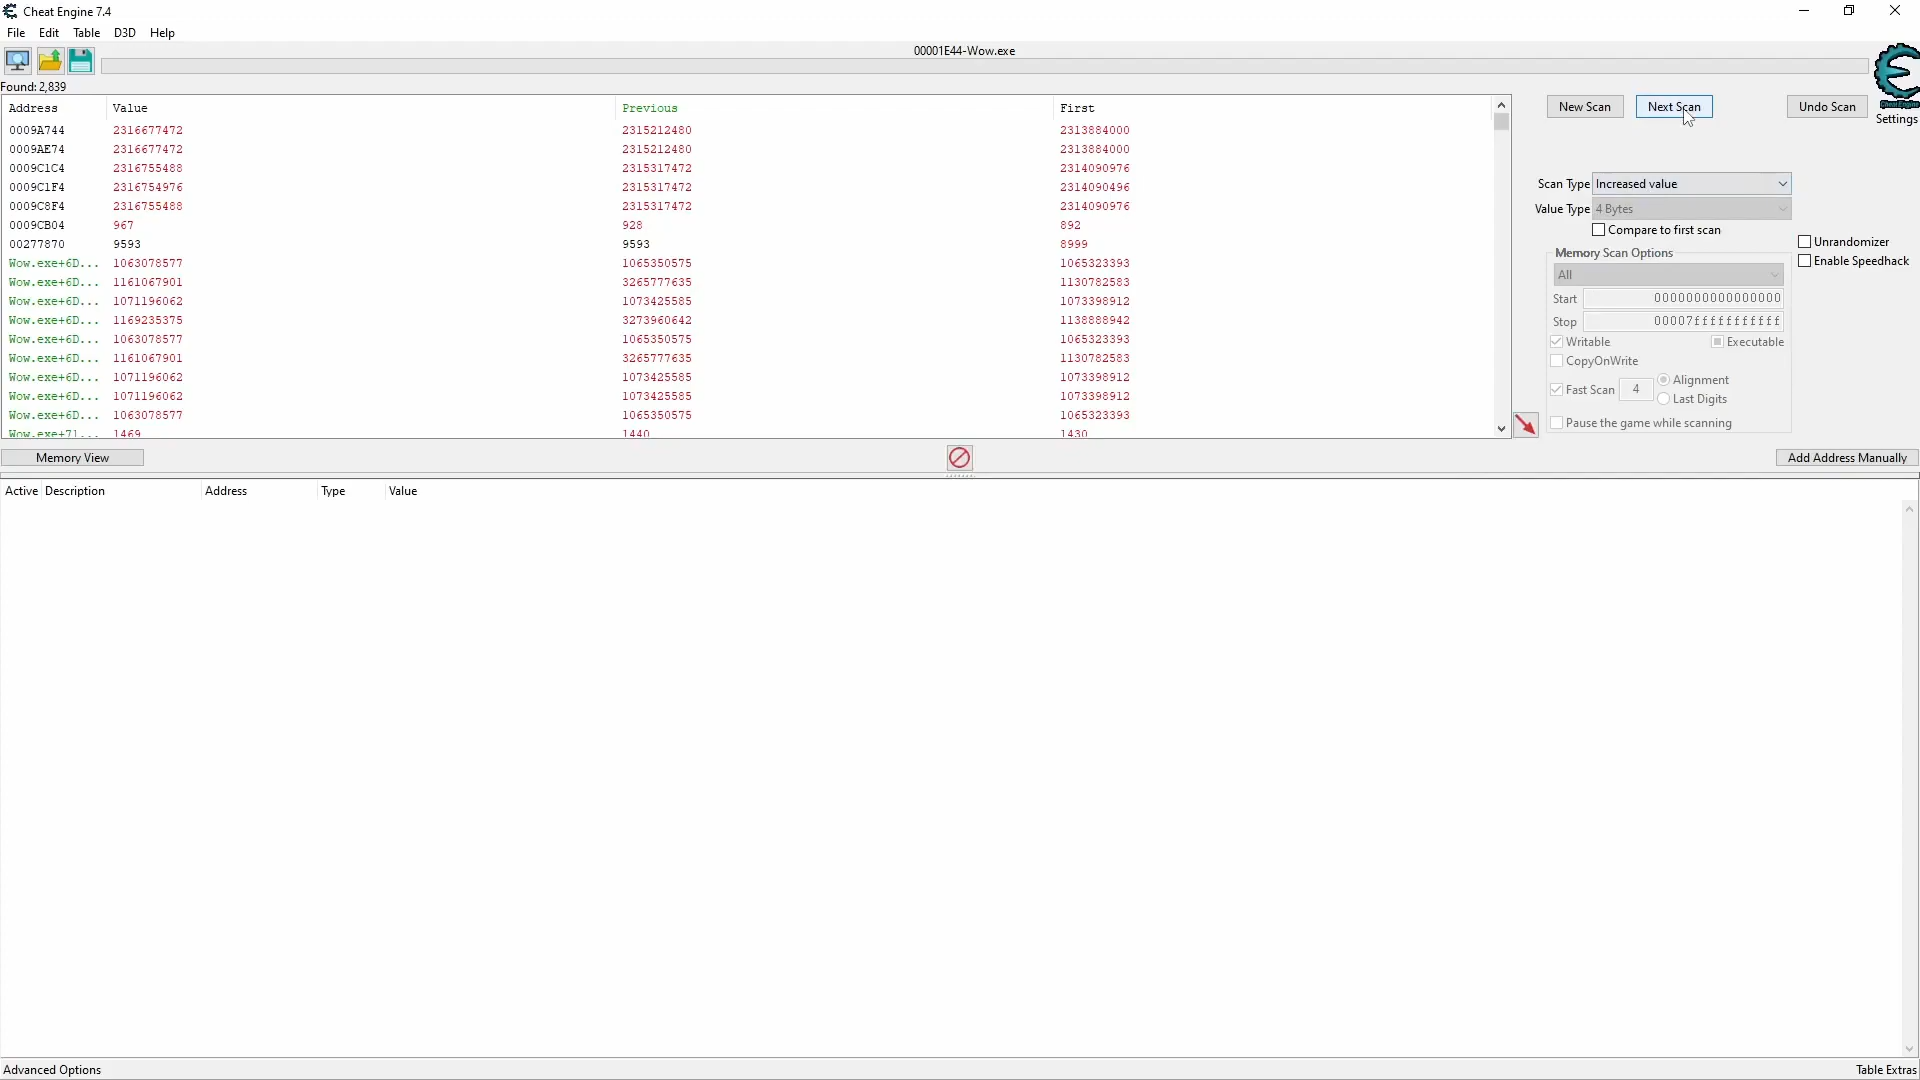 Cheat Engine 7.4
File Edit Table D3D Help
00001E44-Wow.exe
Found: 2,839
Address Value Previous First
0009A744 2316677472 2315212480 2313884000
0009AE74 2316677472 2315212480 2313884000
0009C1C4 2316755488 2315317472 2314090976
0009C1F4 2316754976 2315317472 2314090496
0009C8F4 2316755488 2315317472 2314090976
0009CB04 967 928 892
00277870 9593 9593 8999
Wow.exe+6D... 1063078577 1065350575 1065323393
Wow.exe+6D... 1161067901 3265777635 1130782583
Wow.exe+6D... 1071196062 1073425585 1073398912
Wow.exe+6D... 1169235375 3273960642 1138888942
Wow.exe+6D... 1063078577 1065350575 1065323393
Wow.exe+6D... 1161067901 3265777635 1130782583
Wow.exe+6D... 1071196062 1073425585 1073398912
Wow.exe+6D... 1071196062 1073425585 1073398912
Wow.exe+6D... 1063078577 1065350575 1065323393
Wow.exe+71... 1469 1440 1430
New Scan Next Scan Undo Scan
Cheat Engine
Settings
Scan Type Increased value
Value Type 4 Bytes
Compare to first scan
Unrandomizer
Enable Speedhack
Memory Scan Options
All
Start 0000000000000000
Stop 00007fffffffffff
Writable Executable
CopyOnWrite
Fast Scan 4 Alignment
Last Digits
Pause the game while scanning
Memory View Add Address Manually
Active Description Address Type Value
Advanced Options Table Extras